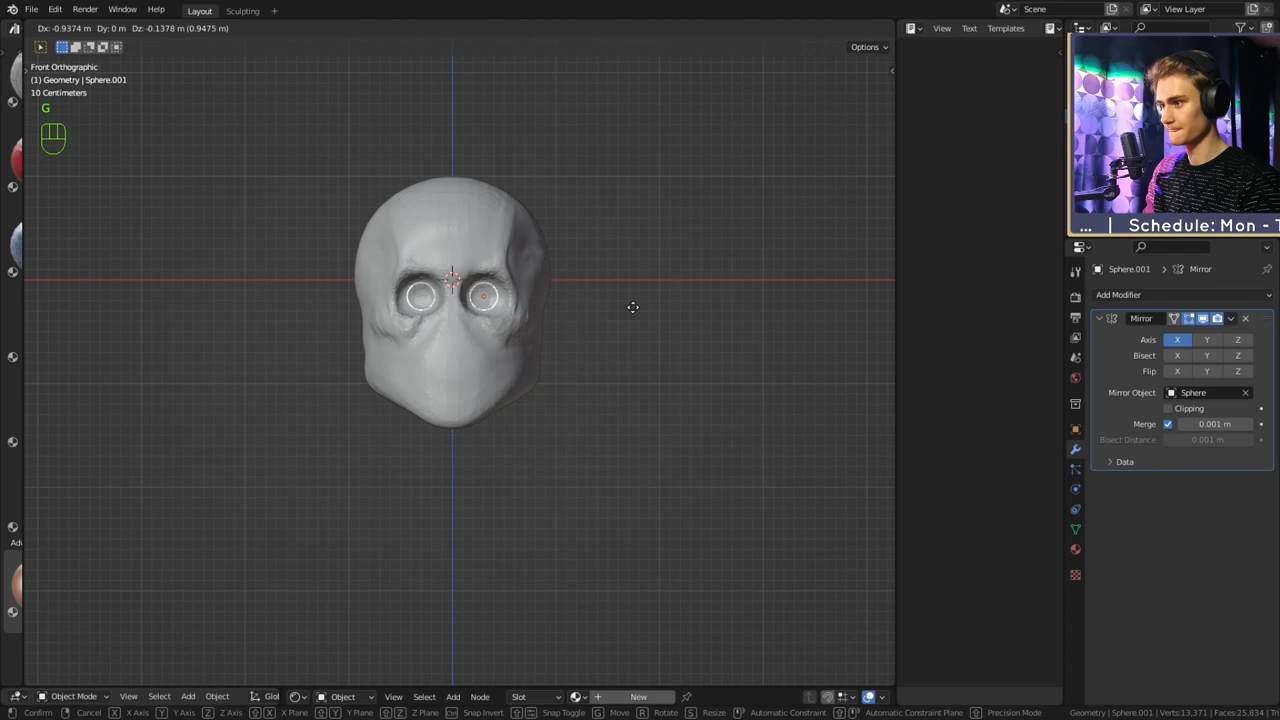 File Edit Render Window Help Layout Sculpting + Scene View Layer
Dx: -0.9374 m Dy: 0 m Dz: -0.1378 m (0.9475 m)
View Text Templates
Options
Front Orthographic
(1) Geometry | Sphere.001
10 Centimeters
G
... | Schedule: Mon - T
Sphere.001 > Mirror
Add Modifier
Mirror
Axis X Y Z
Bisect X Y Z
Flip X Y Z
Mirror Object Sphere
Clipping
Merge 0.001 m
Bisect Distance 0.001 m
Data
Adv
Object Mode View Select Add Object Glob Object View Select Add Node Slot New
Confirm Cancel X X Axis Y Y Axis Z Z Axis X X Plane Y Y Plane Z Z Plane Ctrl Snap Invert Snap Toggle G Move R Rotate S Resize Automatic Constraint Automatic Constraint Plane Precision Mode Geometry | Sphere.001 | Verts:13,371 | Faces:25,834 | Tris